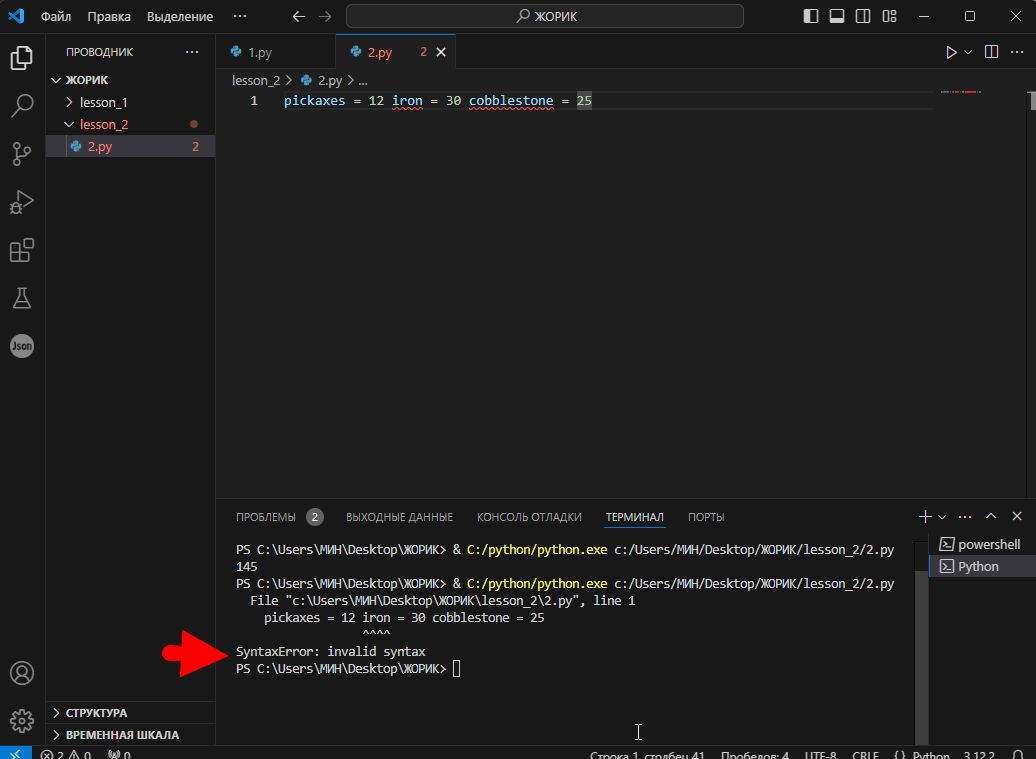 Файл Правка Выделение ··· ЖОРИК
ПРОВОДНИК ···
ЖОРИК
lesson_1
lesson_2
2.py 2
Json
СТРУКТУРА
ВРЕМЕННАЯ ШКАЛА
1.py 2.py 2
lesson_2 > 2.py > ...
1 pickaxes = 12 iron = 30 cobblestone = 25
ПРОБЛЕМЫ 2 ВЫХОДНЫЕ ДАННЫЕ КОНСОЛЬ ОТЛАДКИ ТЕРМИНАЛ ПОРТЫ
PS C:\Users\МИН\Desktop\ЖОРИК> & C:/python/python.exe c:/Users/МИН/Desktop/ЖОРИК/lesson_2/2.py
145
PS C:\Users\МИН\Desktop\ЖОРИК> & C:/python/python.exe c:/Users/МИН/Desktop/ЖОРИК/lesson_2/2.py
File "c:\Users\МИН\Desktop\ЖОРИК\lesson_2\2.py", line 1
pickaxes = 12 iron = 30 cobblestone = 25
^^^^
SyntaxError: invalid syntax
PS C:\Users\МИН\Desktop\ЖОРИК>
powershell
Python
2 0 0 Строка 1, столбец 41 Пробелов: 4 UTF-8 CRLF { } Python 3.12.2